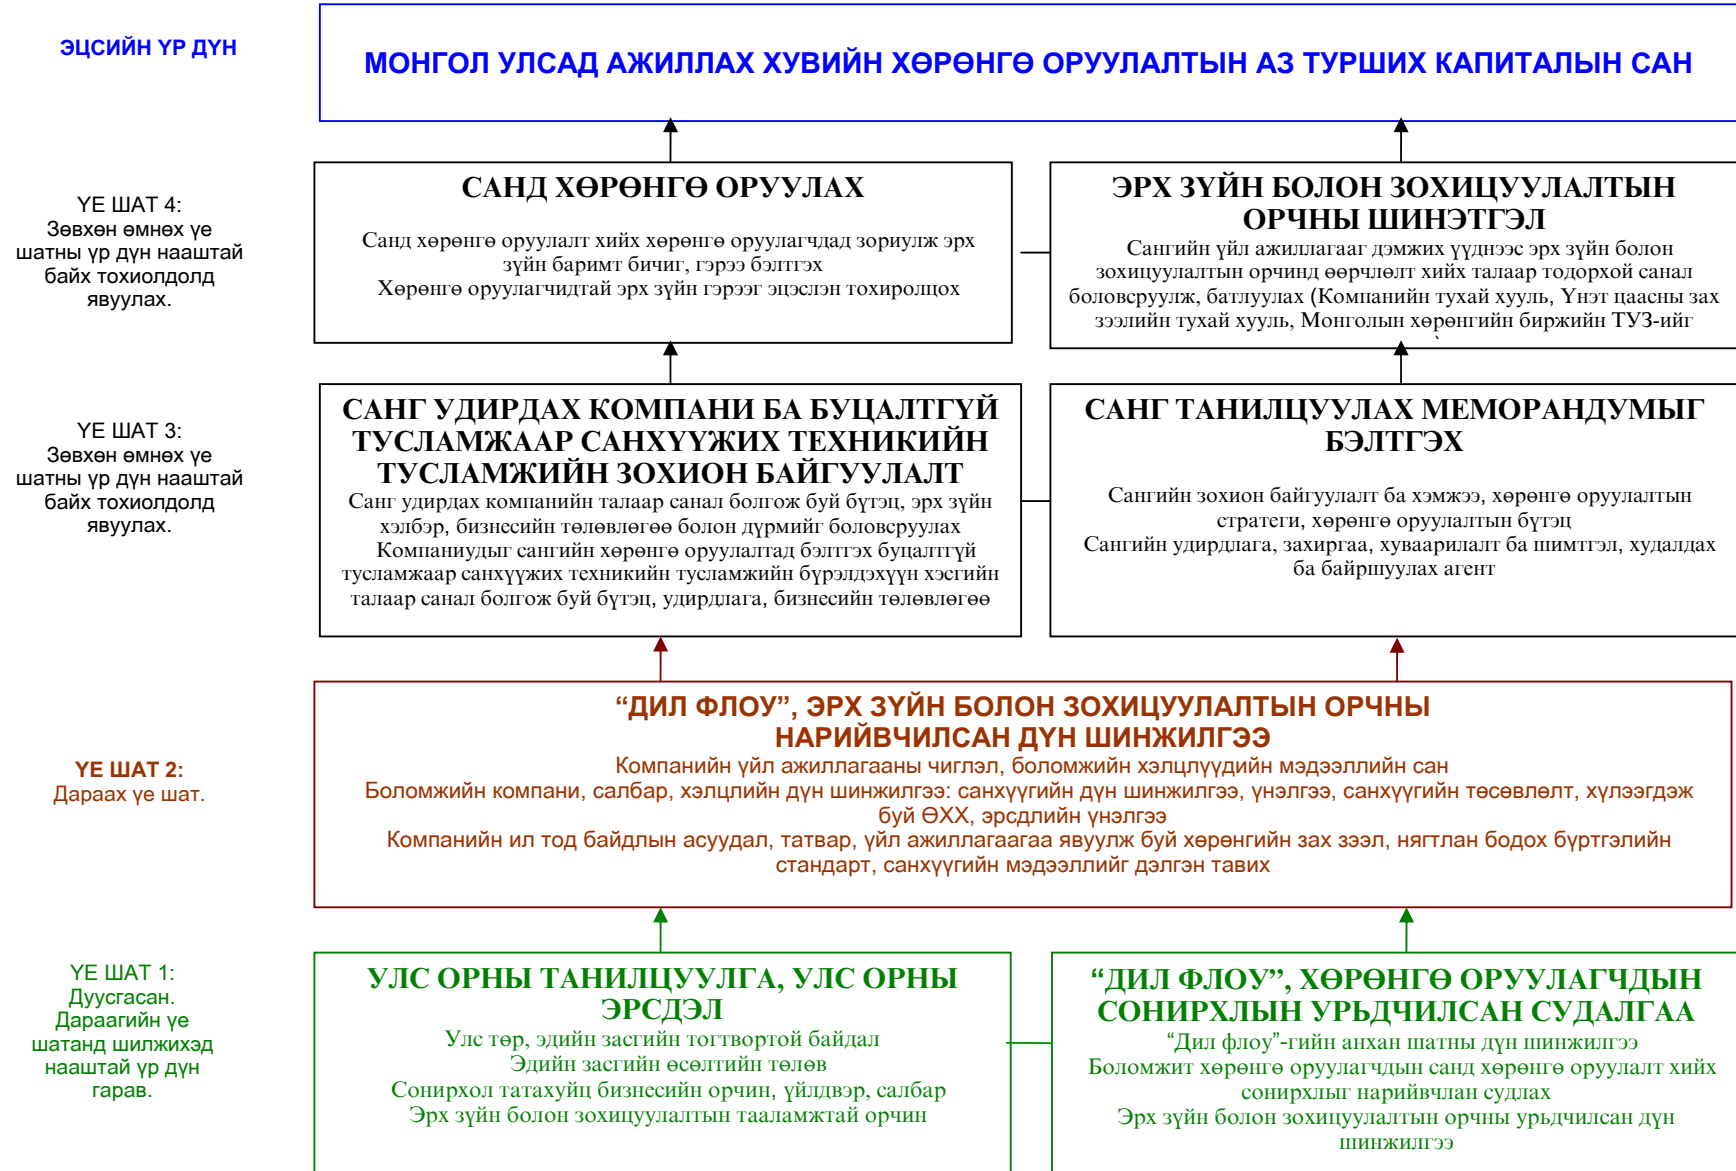 ЭЦСИЙН ҮР ДҮН
МОНГОЛ УЛСАД АЖИЛЛАХ ХУВИЙН ХӨРӨНГӨ ОРУУЛАЛТЫН АЗ ТУРШИХ КАПИТАЛЫН САН
ҮЕ ШАТ 4:
Зөвхөн өмнөх үе
шатны үр дүн нааштай
байх тохиолдолд
явуулах.
САНД ХӨРӨНГӨ ОРУУЛАХ
Санд хөрөнгө оруулалт хийх хөрөнгө оруулагчдад зориулж эрх
зүйн баримт бичиг, гэрээ бэлтгэх
Хөрөнгө оруулагчидтай эрх зүйн гэрээг эцэслэн тохиролцох
ЭРХ ЗҮЙН БОЛОН ЗОХИЦУУЛАЛТЫН
ОРЧНЫ ШИНЭТГЭЛ
Сангийн үйл ажиллагааг дэмжих үүднээс эрх зүйн болон
зохицуулалтын орчинд өөрчлөлт хийх талаар тодорхой санал
боловсруулж, батлуулах (Компанийн тухай хууль, Үнэт цаасны зах
зээлийн тухай хууль, Монголын хөрөнгийн биржийн ТУЗ-ийг
ҮЕ ШАТ 3:
Зөвхөн өмнөх үе
шатны үр дүн нааштай
байх тохиолдолд
явуулах.
САНГ УДИРДАХ КОМПАНИ БА БУЦАЛТГҮЙ
ТУСЛАМЖААР САНХҮҮЖИХ ТЕХНИКИЙН
ТУСЛАМЖИЙН ЗОХИОН БАЙГУУЛАЛТ
Санг удирдах компанийн талаар санал болгож буй бүтэц, эрх зүйн
хэлбэр, бизнесийн төлөвлөгөө болон дүрмийг боловсруулах
Компаниудыг сангийн хөрөнгө оруулалтад бэлтгэх буцалтгүй
тусламжаар санхүүжих техникийн тусламжийн бүрэлдэхүүн хэсгийн
талаар санал болгож буй бүтэц, удирдлага, бизнесийн төлөвлөгөө
САНГ ТАНИЛЦУУЛАХ МЕМОРАНДУМЫГ
БЭЛТГЭХ
Сангийн зохион байгуулалт ба хэмжээ, хөрөнгө оруулалтын
стратеги, хөрөнгө оруулалтын бүтэц
Сангийн удирдлага, захиргаа, хуваарилалт ба шимтгэл, худалдах
ба байршуулах агент
ҮЕ ШАТ 2:
Дараах үе шат.
“ДИЛ ФЛОУ”, ЭРХ ЗҮЙН БОЛОН ЗОХИЦУУЛАЛТЫН ОРЧНЫ
НАРИЙВЧИЛСАН ДҮН ШИНЖИЛГЭЭ
Компанийн үйл ажиллагааны чиглэл, боломжийн хэлцлүүдийн мэдээллийн сан
Боломжийн компани, салбар, хэлцлийн дүн шинжилгээ: санхүүгийн дүн шинжилгээ, үнэлгээ, санхүүгийн төсөвлөлт, хүлээгдэж
буй ӨХХ, эрсдлийн үнэлгээ
Компанийн ил тод байдлын асуудал, татвар, үйл ажиллагаагаа явуулж буй хөрөнгийн зах зээл, нягтлан бодох бүртгэлийн
стандарт, санхүүгийн мэдээллийг дэлгэн тавих
ҮЕ ШАТ 1:
Дуусгасан.
Дараагийн үе
шатанд шилжихэд
нааштай үр дүн
гарав.
УЛС ОРНЫ ТАНИЛЦУУЛГА, УЛС ОРНЫ
ЭРСДЭЛ
Улс төр, эдийн засгийн тогтвортой байдал
Эдийн засгийн өсөлтийн төлөв
Сонирхол татахуйц бизнесийн орчин, үйлдвэр, салбар
Эрх зүйн болон зохицуулалтын тааламжтай орчин
“ДИЛ ФЛОУ”, ХӨРӨНГӨ ОРУУЛАГЧДЫН
СОНИРХЛЫН УРЬДЧИЛСАН СУДАЛГАА
“Дил флоу”-гийн анхан шатны дүн шинжилгээ
Боломжит хөрөнгө оруулагчдын санд хөрөнгө оруулалт хийх
сонирхлыг нарийвчлан судлах
Эрх зүйн болон зохицуулалтын орчны урьдчилсан дүн
шинжилгээ